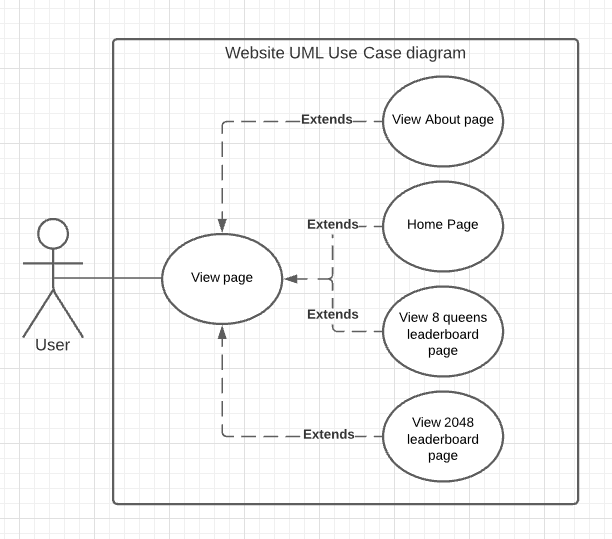 Website UML Use Case diagram
Extends
View About page
Extends
Home Page
View page
Extends
View 8 queens
leaderboard
page
User
Extends
View 2048
leaderboard
page